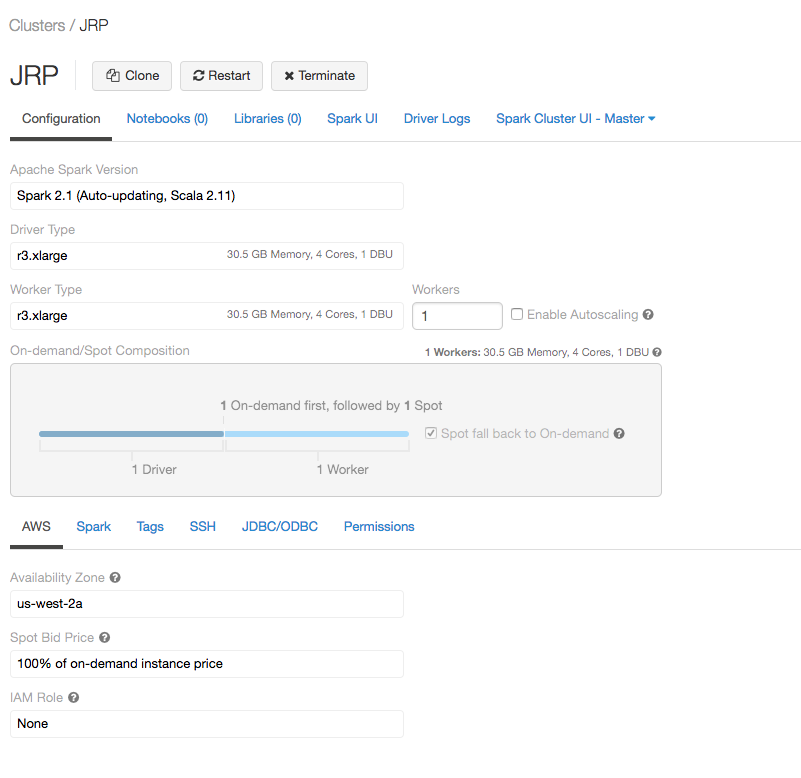 Clusters / JRP
JRP Clone Restart Terminate
Configuration Notebooks (0) Libraries (0) Spark UI Driver Logs Spark Cluster UI - Master
Apache Spark Version
Spark 2.1 (Auto-updating, Scala 2.11)
Driver Type
r3.xlarge 30.5 GB Memory, 4 Cores, 1 DBU
Worker Type Workers
r3.xlarge 30.5 GB Memory, 4 Cores, 1 DBU 1 Enable Autoscaling ?
On-demand/Spot Composition 1 Workers: 30.5 GB Memory, 4 Cores, 1 DBU ?
1 On-demand first, followed by 1 Spot
Spot fall back to On-demand ?
1 Driver 1 Worker
AWS Spark Tags SSH JDBC/ODBC Permissions
Availability Zone ?
us-west-2a
Spot Bid Price ?
100% of on-demand instance price
IAM Role ?
None